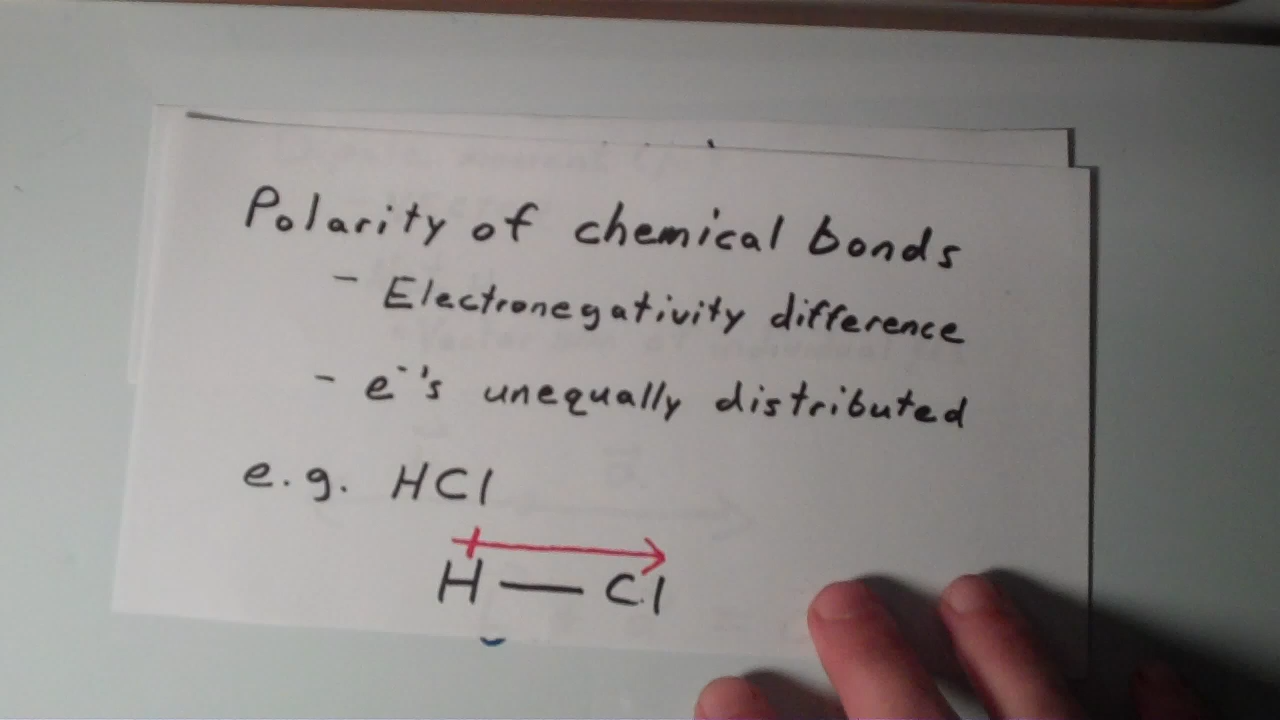 Polarity of chemical bonds
- Electronegativity difference
- e⁻'s unequally distributed
e.g. HCl
H — Cl